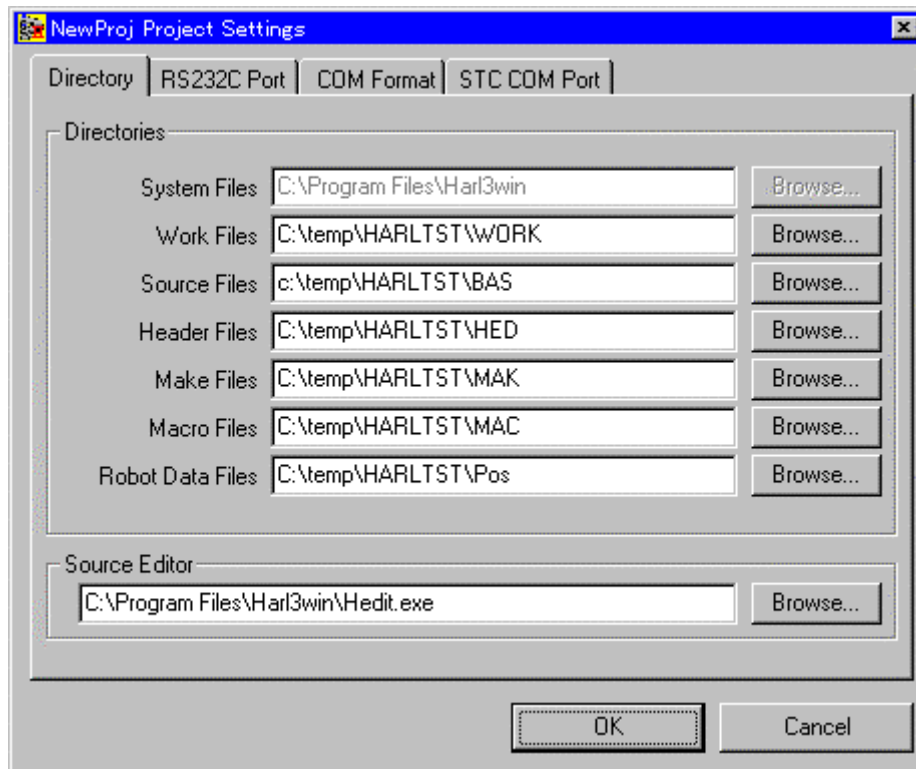 NewProj Project Settings
Directory RS232C Port COM Format STC COM Port
Directories
System Files C:\Program Files\Harl3win Browse...
Work Files C:\temp\HARLTST\WORK Browse...
Source Files c:\temp\HARLTST\BAS Browse...
Header Files C:\temp\HARLTST\HED Browse...
Make Files C:\temp\HARLTST\MAK Browse...
Macro Files C:\temp\HARLTST\MAC Browse...
Robot Data Files C:\temp\HARLTST\Pos Browse...
Source Editor
C:\Program Files\Harl3win\Hedit.exe Browse...
OK Cancel